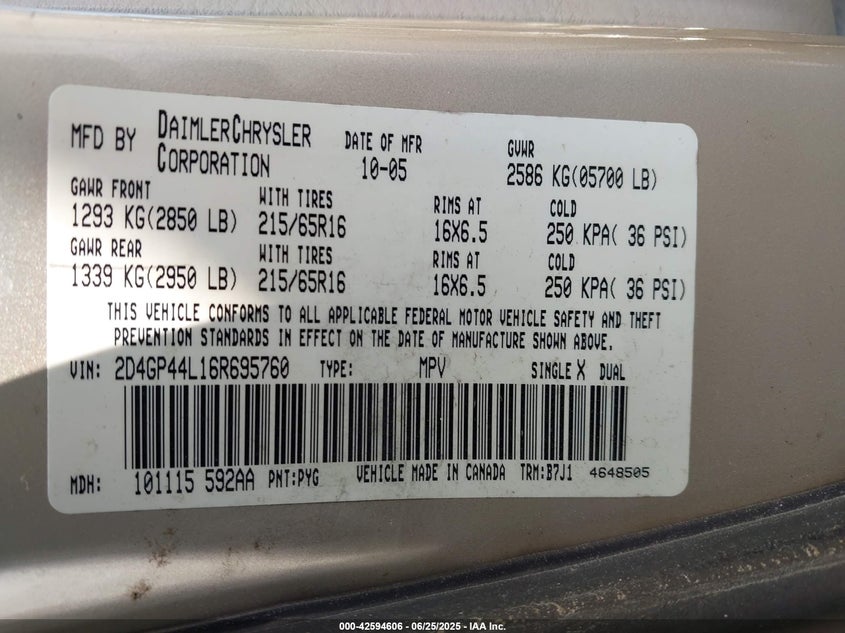 MFD BY DAIMLERCHRYSLER CORPORATION DATE OF MFR 10-05 GVWR 2586 KG(05700 LB)
GAWR FRONT WITH TIRES RIMS AT COLD
1293 KG(2850 LB) 215/65R16 16X6.5 250 KPA( 36 PSI)
GAWR REAR WITH TIRES RIMS AT COLD
1339 KG(2950 LB) 215/65R16 16X6.5 250 KPA( 36 PSI)
THIS VEHICLE CONFORMS TO ALL APPLICABLE FEDERAL MOTOR VEHICLE SAFETY AND THEFT
PREVENTION STANDARDS IN EFFECT ON THE DATE OF MANUFACTURE SHOWN ABOVE.
VIN: 2D4GP44L16R695760 TYPE: MPV SINGLE X DUAL
MDH: 101115 592AA PNT:PYG VEHICLE MADE IN CANADA TRM:B7J1 4648505
000-42594606 - 06/25/2025 - IAA Inc.